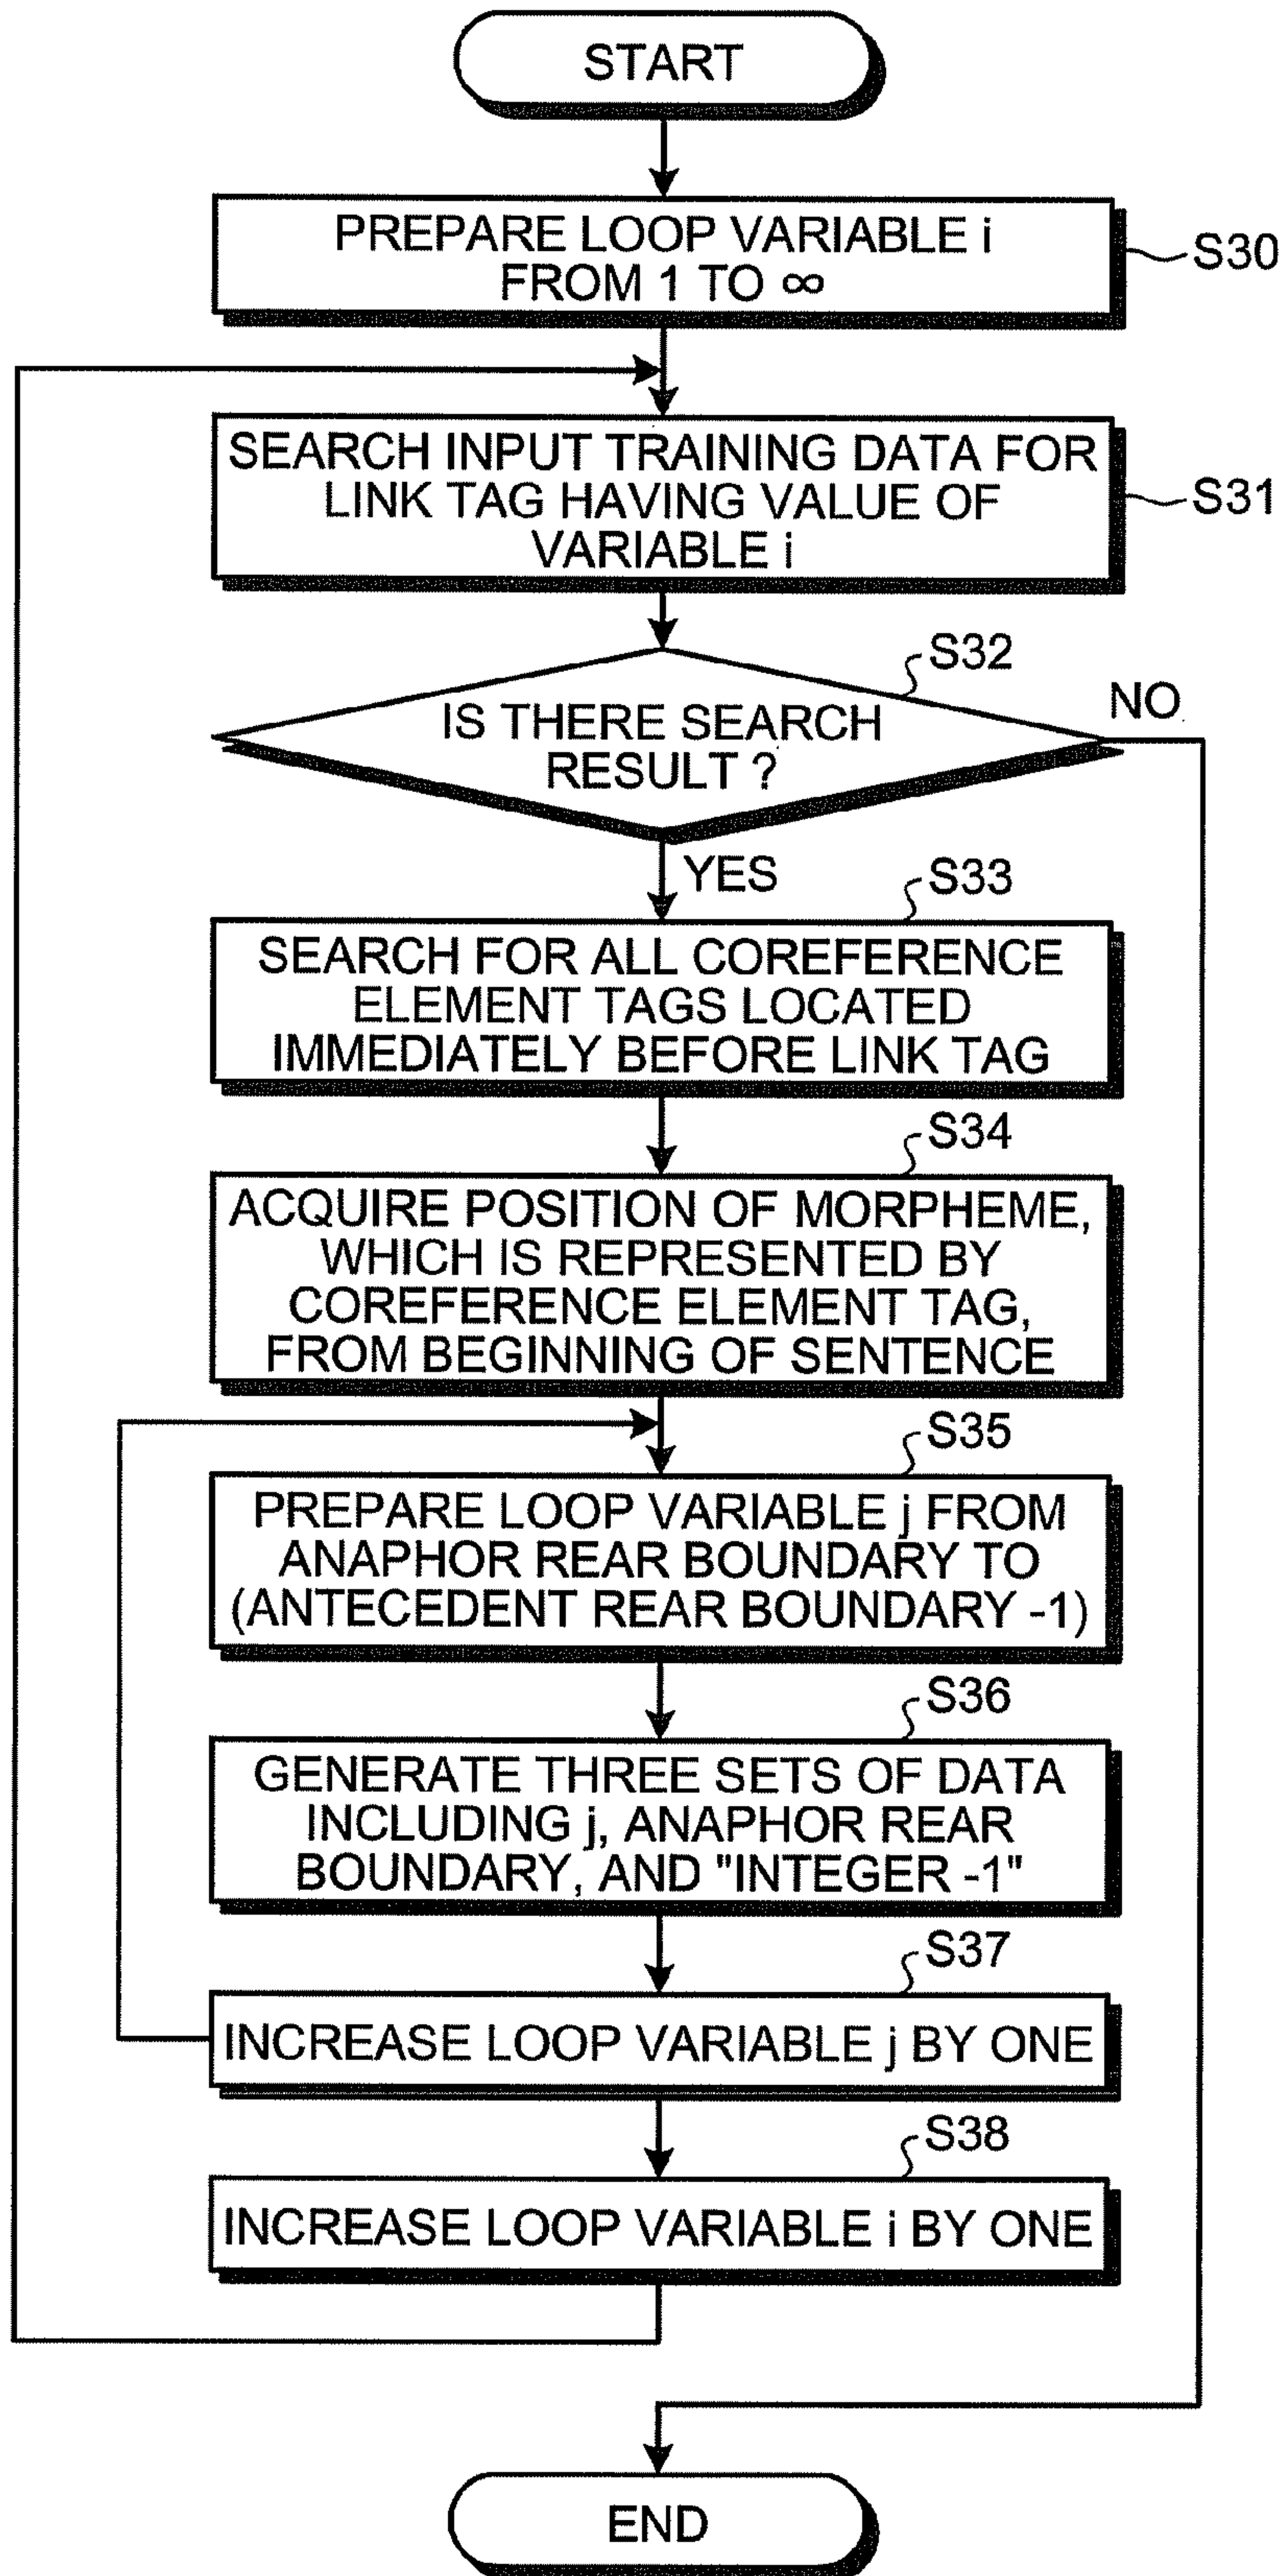 START
PREPARE LOOP VARIABLE i
FROM 1 TO ∞
S30
SEARCH INPUT TRAINING DATA FOR
LINK TAG HAVING VALUE OF
VARIABLE i
S31
S32
IS THERE SEARCH
RESULT ?
NO
YES
S33
SEARCH FOR ALL COREFERENCE
ELEMENT TAGS LOCATED
IMMEDIATELY BEFORE LINK TAG
S34
ACQUIRE POSITION OF MORPHEME,
WHICH IS REPRESENTED BY
COREFERENCE ELEMENT TAG,
FROM BEGINNING OF SENTENCE
S35
PREPARE LOOP VARIABLE j FROM
ANAPHOR REAR BOUNDARY TO
(ANTECEDENT REAR BOUNDARY -1)
S36
GENERATE THREE SETS OF DATA
INCLUDING j, ANAPHOR REAR
BOUNDARY, AND "INTEGER -1"
S37
INCREASE LOOP VARIABLE j BY ONE
S38
INCREASE LOOP VARIABLE i BY ONE
END